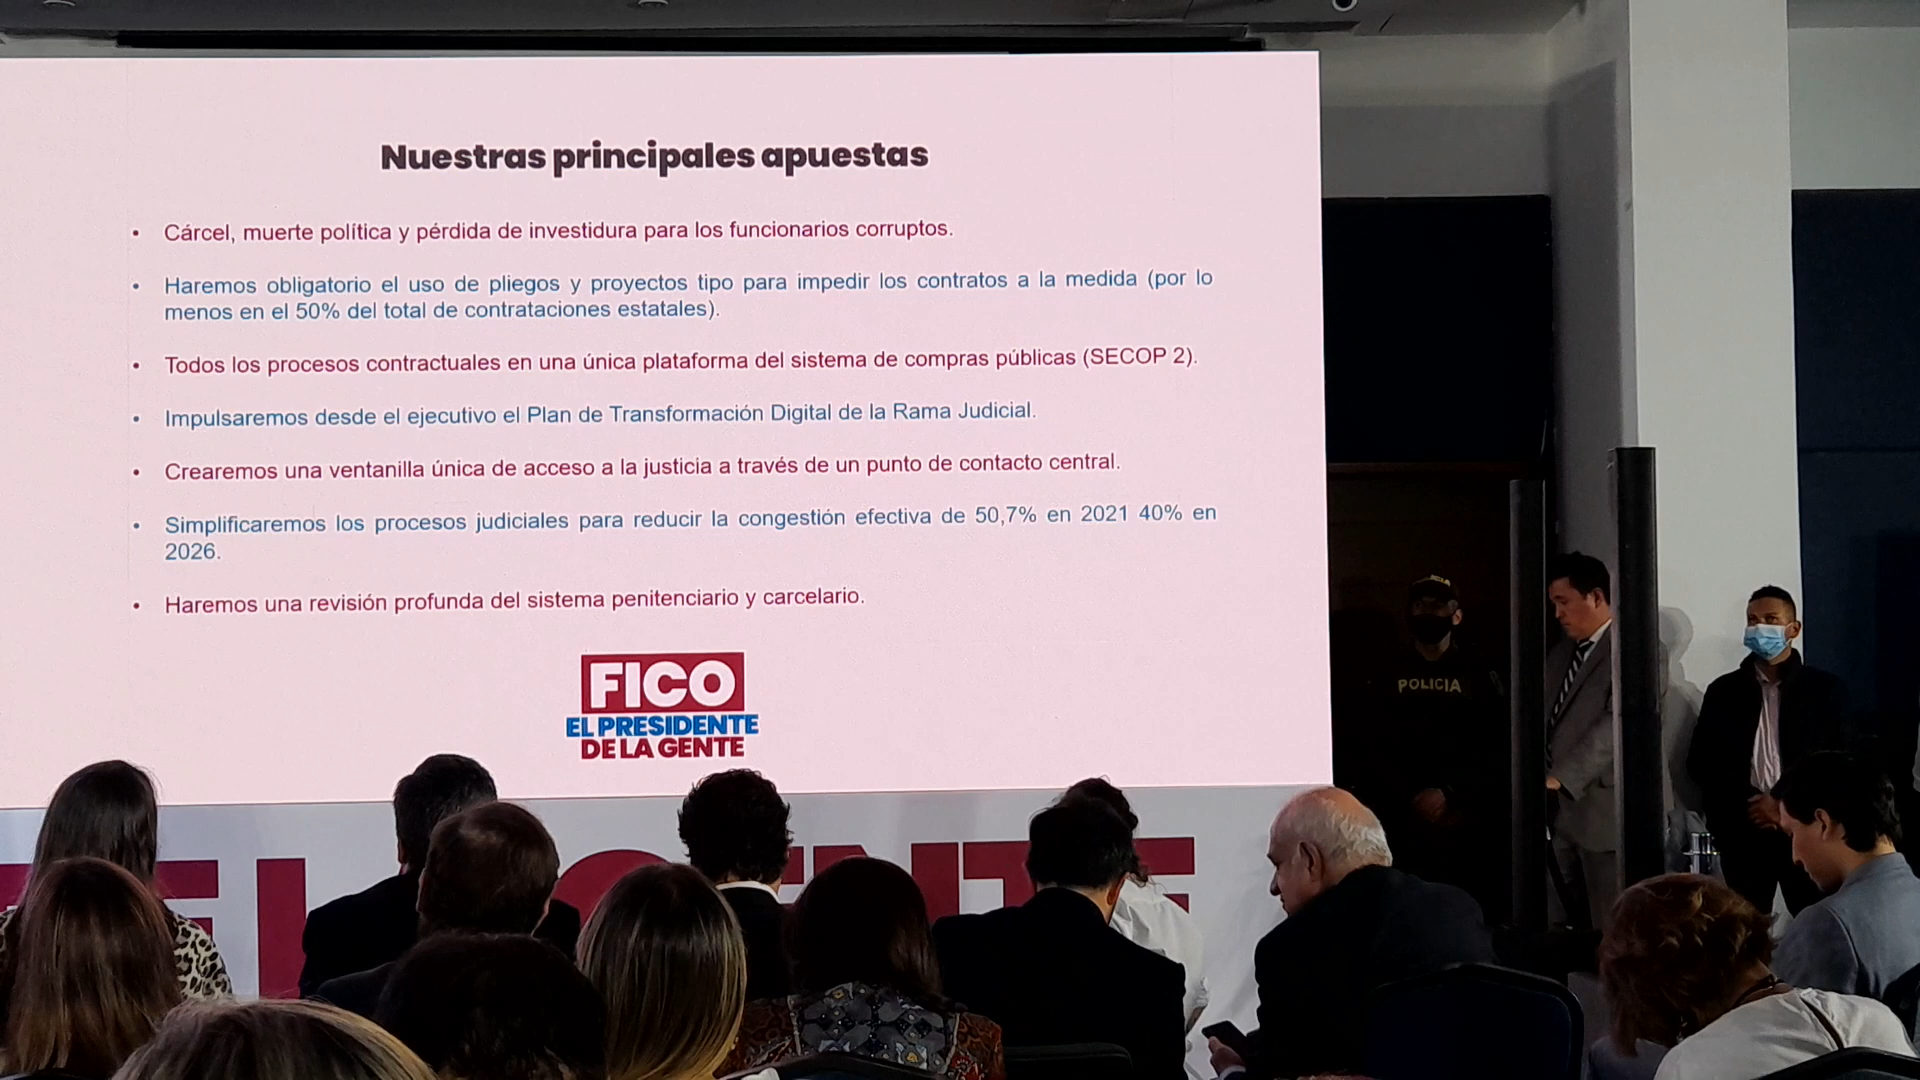 Nuestras principales apuestas
• Cárcel, muerte política y pérdida de investidura para los funcionarios corruptos.
• Haremos obligatorio el uso de pliegos y proyectos tipo para impedir los contratos a la medida (por lo
menos en el 50% del total de contrataciones estatales).
• Todos los procesos contractuales en una única plataforma del sistema de compras públicas (SECOP 2).
• Impulsaremos desde el ejecutivo el Plan de Transformación Digital de la Rama Judicial.
• Crearemos una ventanilla única de acceso a la justicia a través de un punto de contacto central.
• Simplificaremos los procesos judiciales para reducir la congestión efectiva de 50,7% en 2021 40% en
2026.
• Haremos una revisión profunda del sistema penitenciario y carcelario.
FICO
EL PRESIDENTE
DE LA GENTE
POLICIA